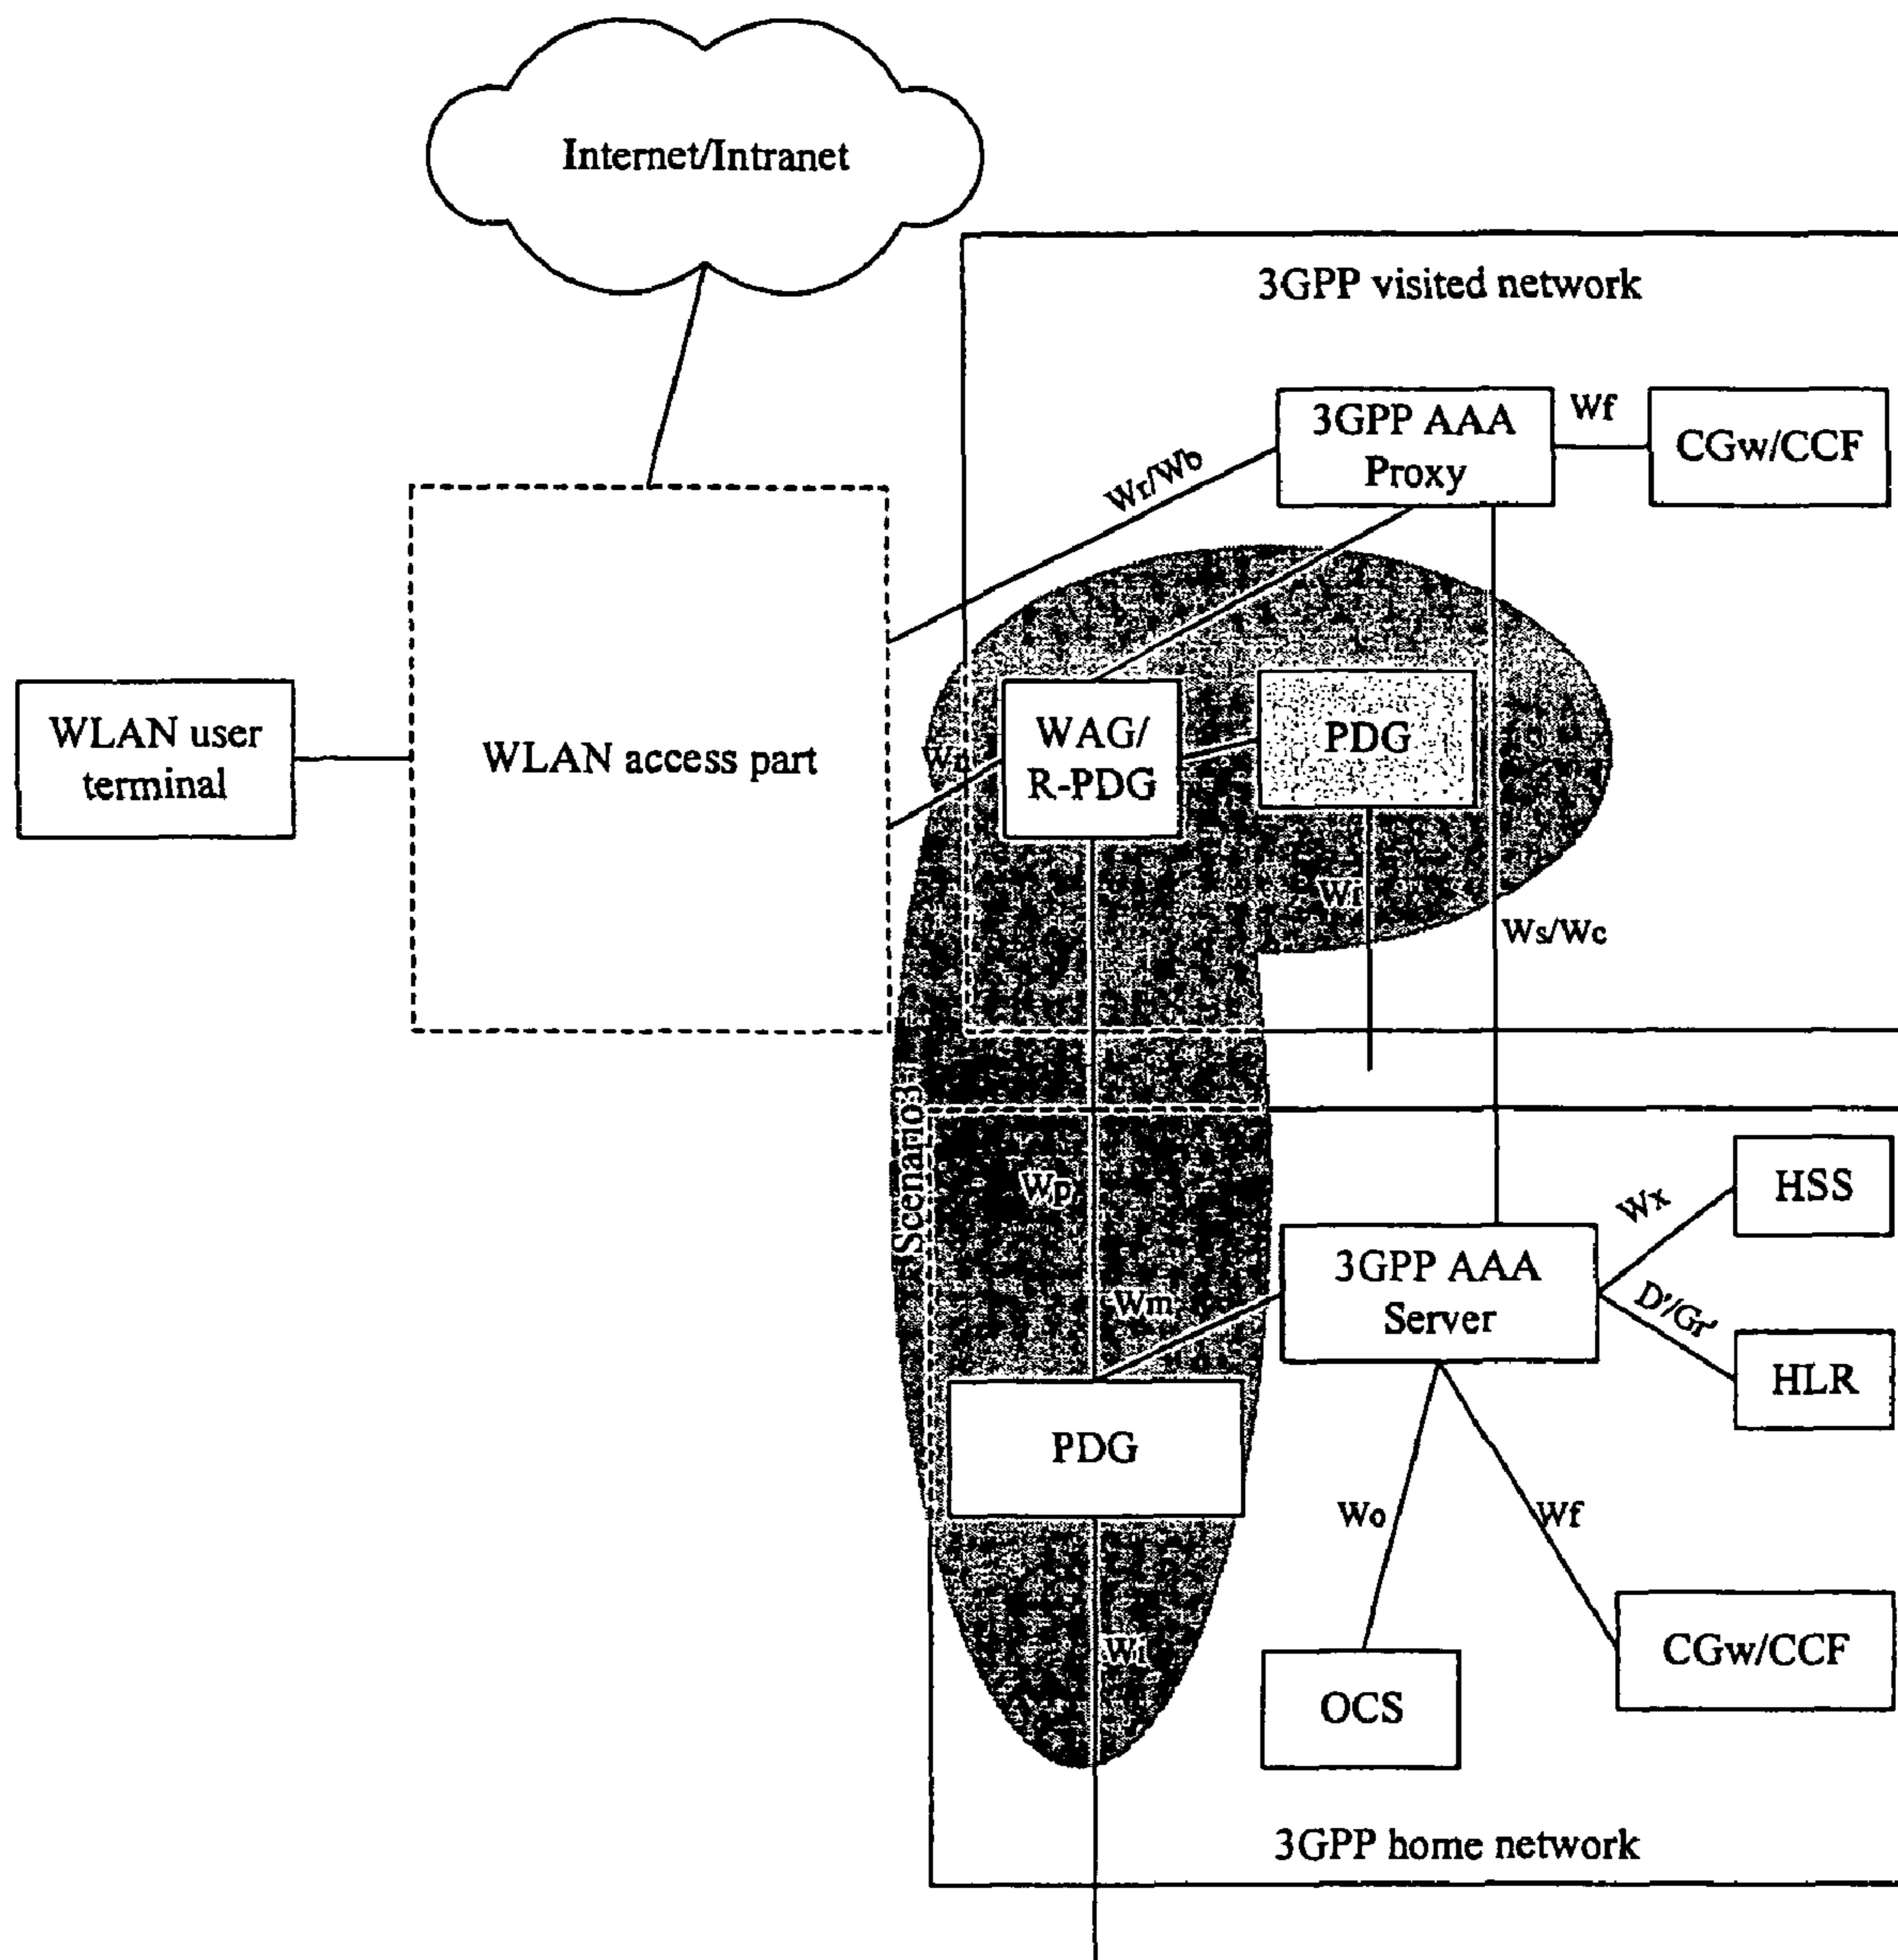 Internet/Intranet
3GPP visited network
3GPP AAA
Proxy
Wf
CGw/CCF
Wr/Wb
WLAN user
terminal
WLAN access part
Wn
WAG/
R-PDG
PDG
Wi
Ws/Wc
Scenario3
Wp
Wm
3GPP AAA
Server
Wx
HSS
D'/Gr'
HLR
PDG
Wo
Wf
Wi
OCS
CGw/CCF
3GPP home network